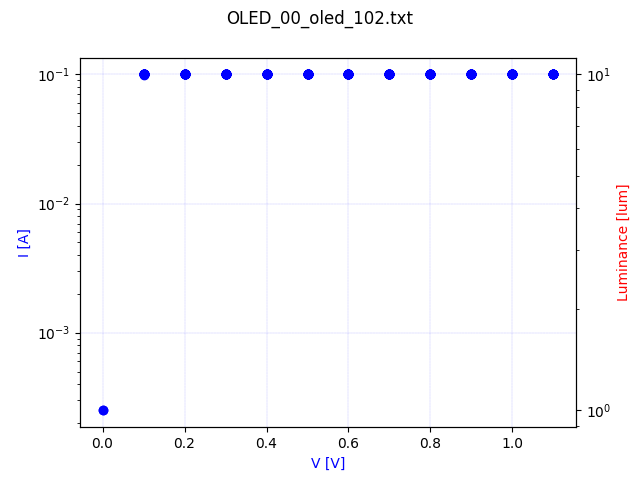 OLED_00_oled_102.txt
10⁻¹
10⁻²
10⁻³
I [A]
10¹
10⁰
Luminance [lum]
0.0 0.2 0.4 0.6 0.8 1.0
V [V]